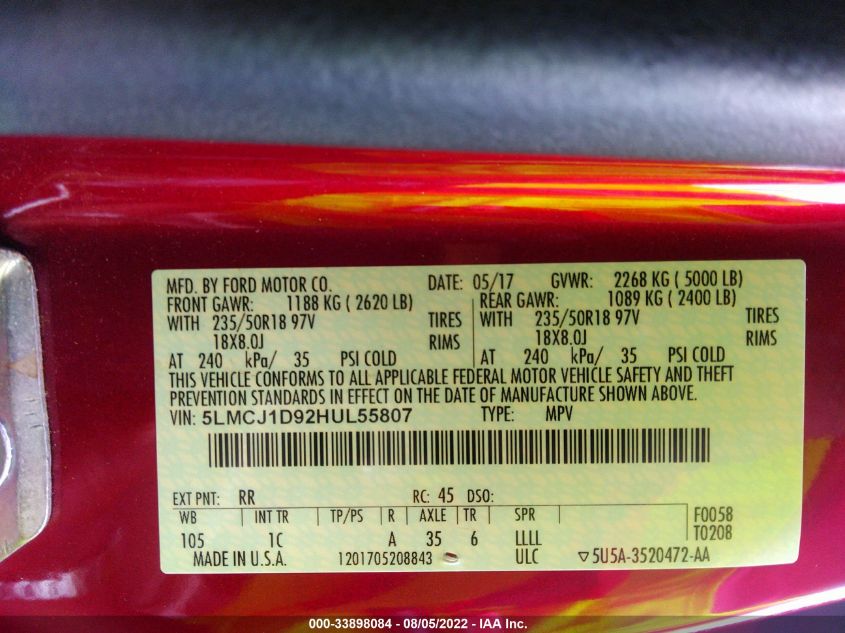 MFD. BY FORD MOTOR CO. DATE: 05/17 GVWR: 2268 KG ( 5000 LB)
FRONT GAWR: 1188 KG ( 2620 LB) REAR GAWR: 1089 KG ( 2400 LB)
WITH 235/50R18 97V TIRES WITH 235/50R18 97V TIRES
18X8.0J RIMS 18X8.0J RIMS
AT 240 kPa/ 35 PSI COLD AT 240 kPa/ 35 PSI COLD
THIS VEHICLE CONFORMS TO ALL APPLICABLE FEDERAL MOTOR VEHICLE SAFETY AND THEFT
PREVENTION STANDARDS IN EFFECT ON THE DATE OF MANUFACTURE SHOWN ABOVE.
VIN: 5LMCJ1D92HUL55807 TYPE: MPV
EXT PNT: RR RC: 45 DSO:
WB INT TR TP/PS R AXLE TR SPR F0058
105 1C A 35 6 LLLL T0208
MADE IN U.S.A. 1201705208843 ULC ▽5U5A-3520472-AA
000-33898084 - 08/05/2022 - IAA Inc.